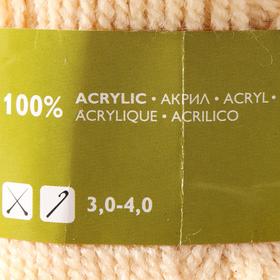 100% ACRYLIC • АКРИЛ • ACRYL •
ACRYLIQUE • ACRILICO
3,0-4,0